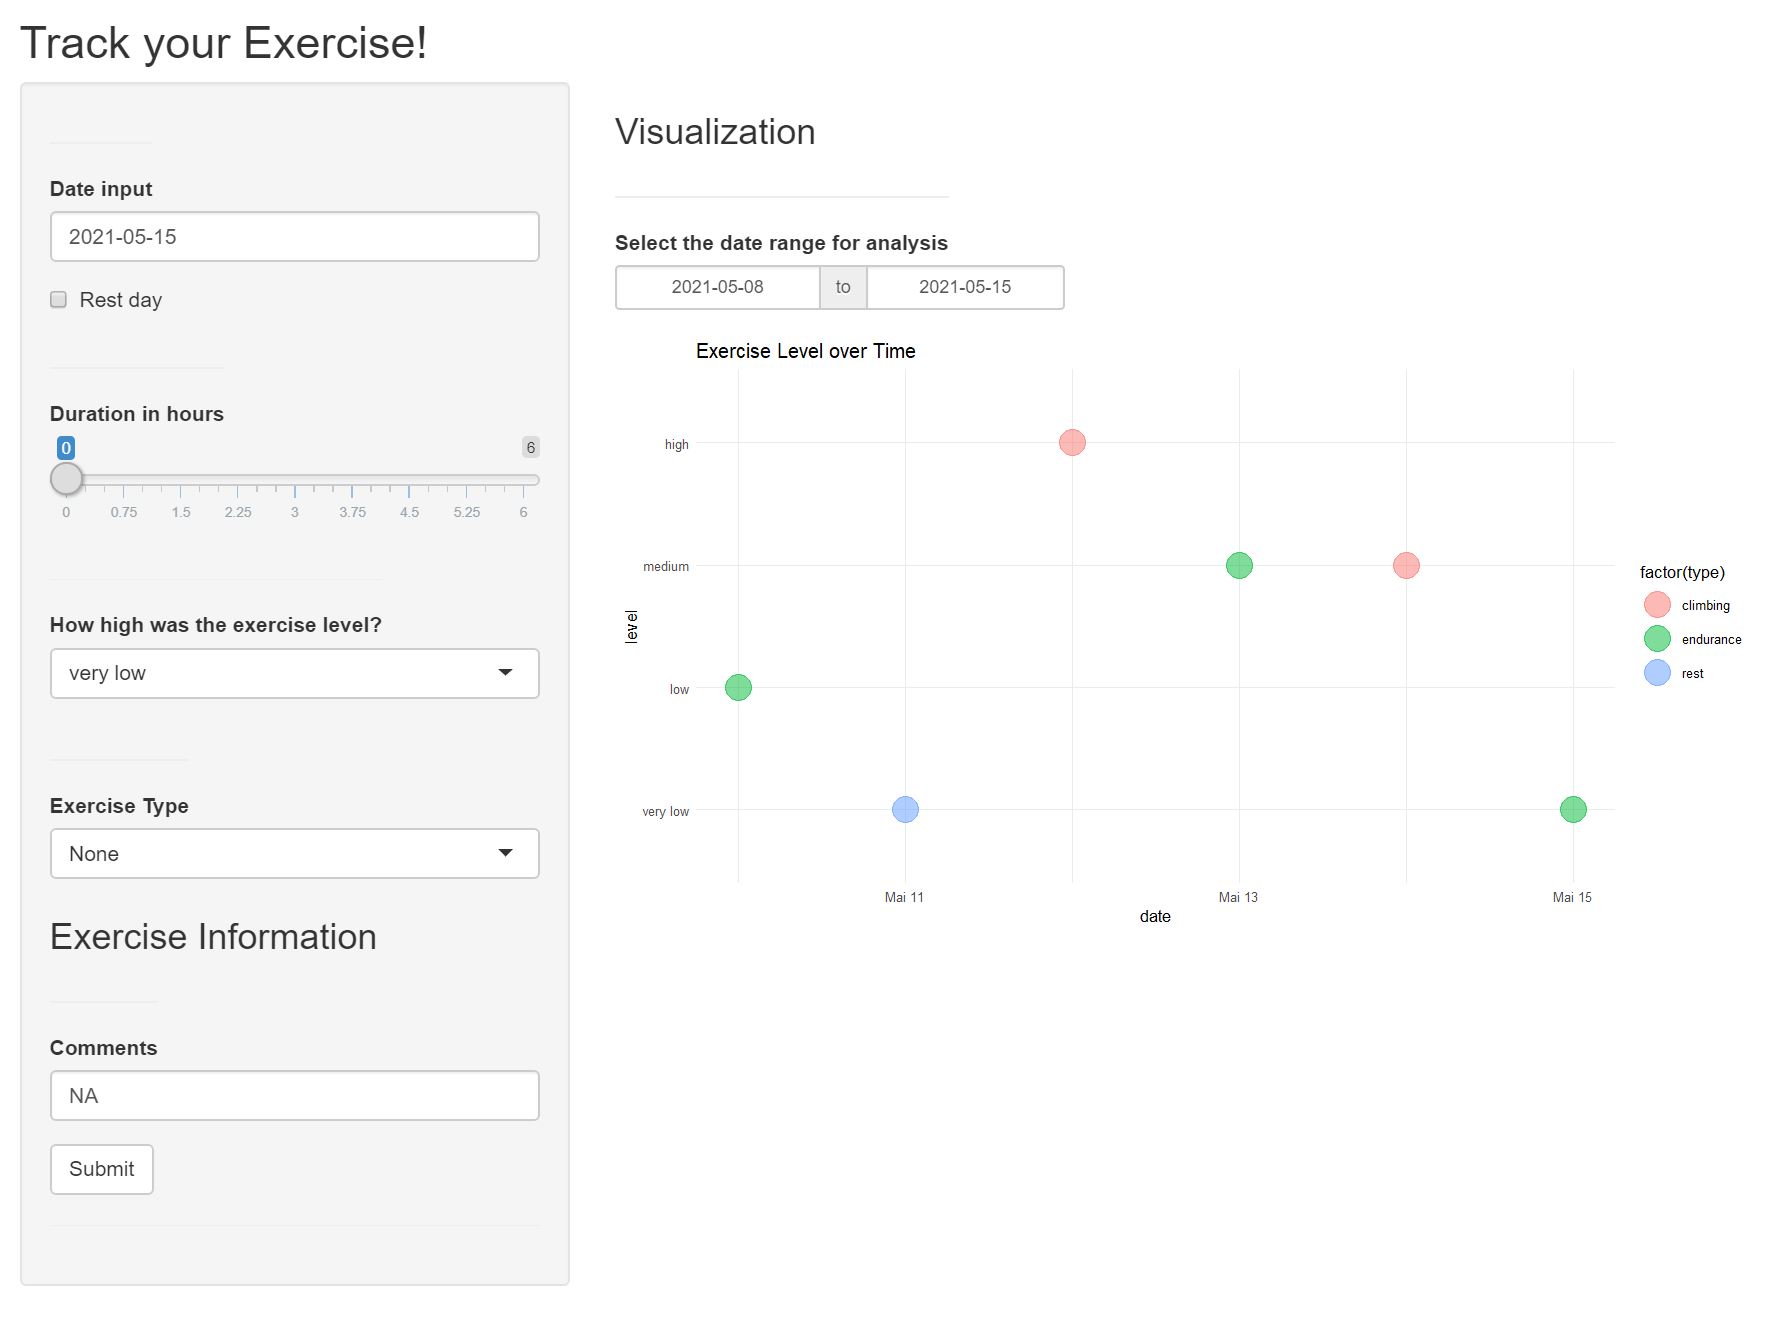 Track your Exercise!
Date input
2021-05-15
Rest day
Duration in hours
0 6
0 0.75 1.5 2.25 3 3.75 4.5 5.25 6
How high was the exercise level?
very low
Exercise Type
None
Exercise Information
Comments
NA
Submit
Visualization
Select the date range for analysis
2021-05-08 to 2021-05-15
Exercise Level over Time
high
medium
low
very low
level
Mai 11 Mai 13 Mai 15
date
factor(type)
climbing
endurance
rest